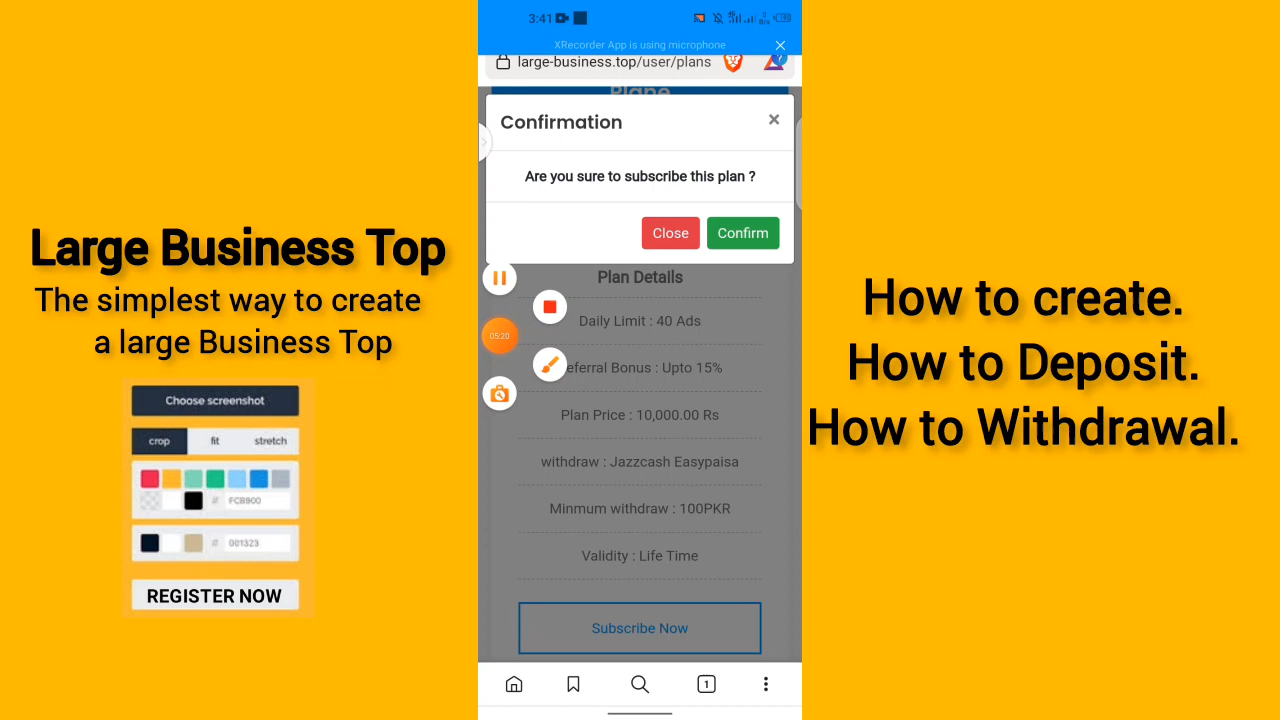 Large Business Top
The simplest way to create
a large Business Top
Choose screenshot
crop fit stretch
# FCB900
# 001323
REGISTER NOW
3:41
XRecorder App is using microphone
large-business.top/user/plans
Confirmation
×
Are you sure to subscribe this plan ?
Close Confirm
Plan Details
Daily Limit : 40 Ads
05:20
eferral Bonus : Upto 15%
Plan Price : 10,000.00 Rs
withdraw : Jazzcash Easypaisa
Minmum withdraw : 100PKR
Validity : Life Time
Subscribe Now
1
How to create.
How to Deposit.
How to Withdrawal.